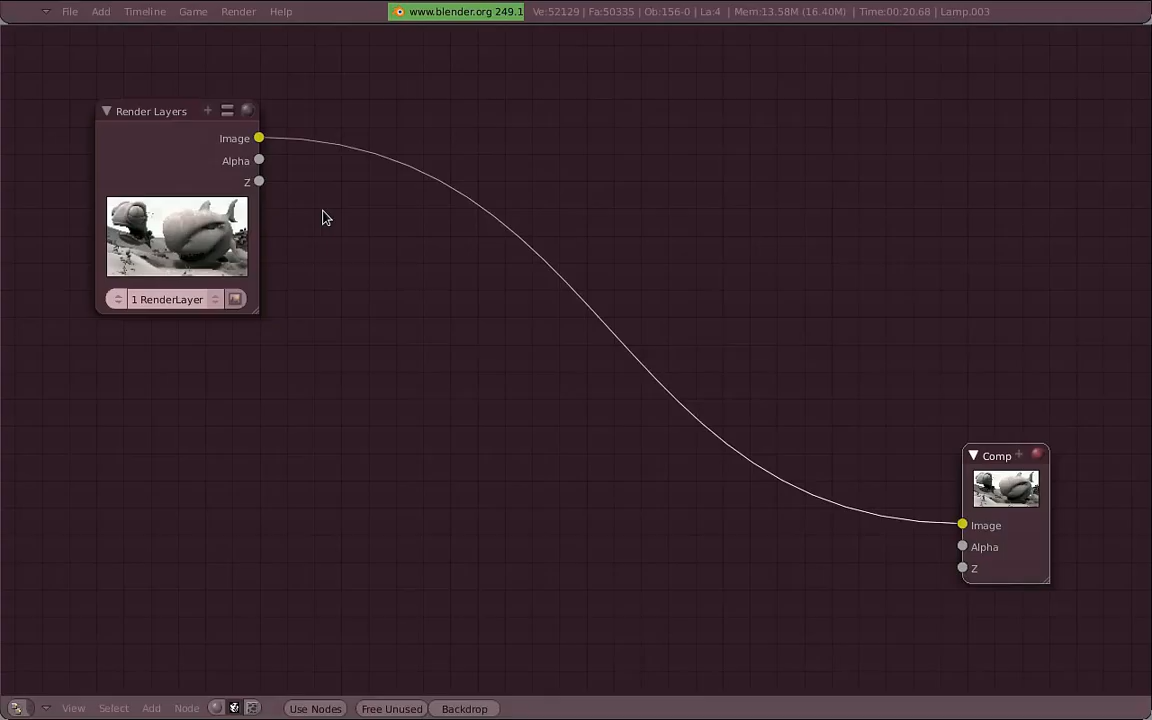 File Add Timeline Game Render Help www.blender.org 249.1 Ve:52129 | Fa:50335 | Ob:156-0 | La:4 | Mem:13.58M (16.40M) | Time:00:20.68 | Lamp.003
Render Layers
Image
Alpha
Z
1 RenderLayer
Comp
Image
Alpha
Z
View Select Add Node Use Nodes Free Unused Backdrop